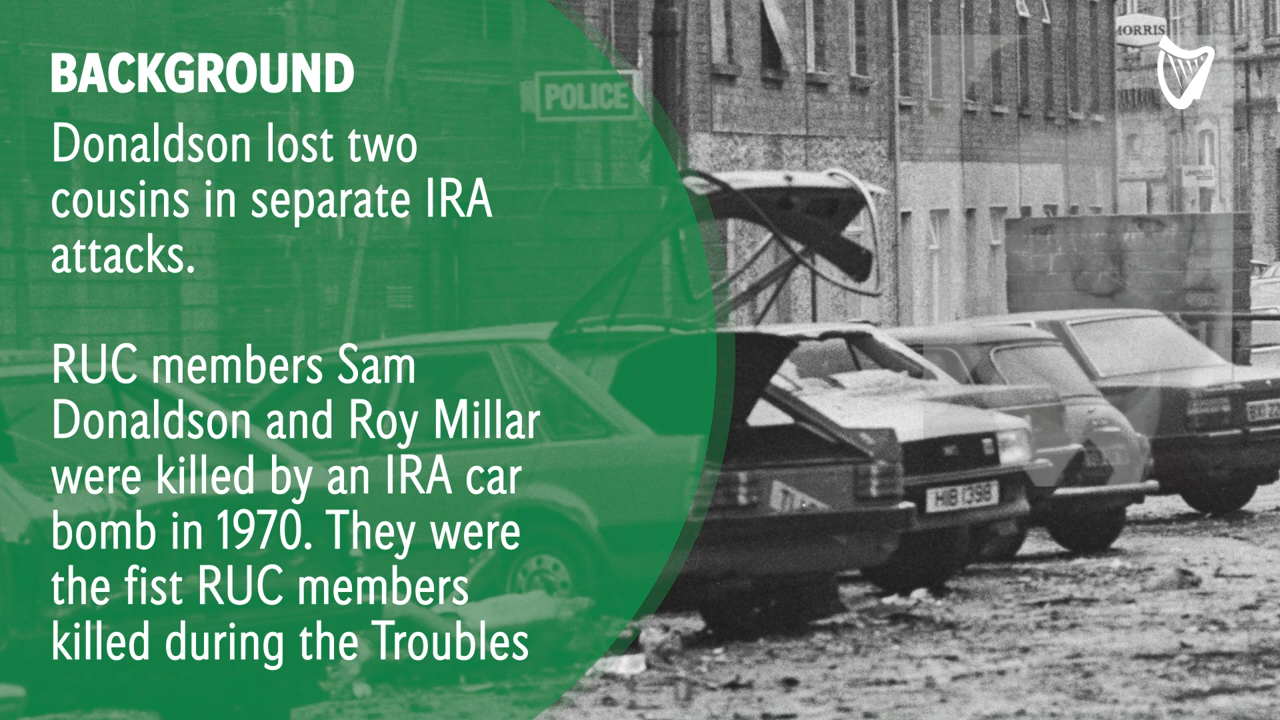 BACKGROUND
Donaldson lost two
cousins in separate IRA
attacks.
RUC members Sam
Donaldson and Roy Millar
were killed by an IRA car
bomb in 1970. They were
the fist RUC members
killed during the Troubles
POLICE
MORRIS
HIB 1398